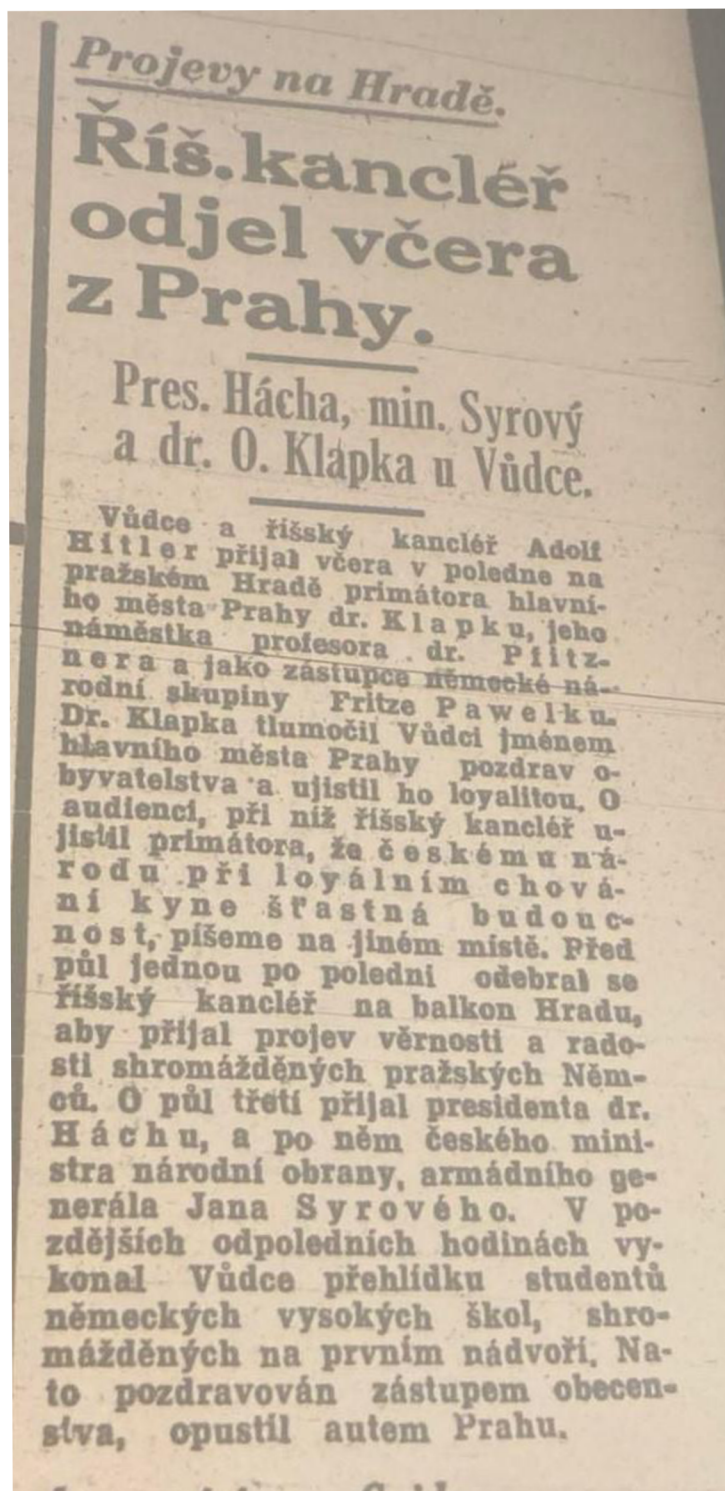 Projevy na Hradě.
Říš. kancléř
odjel včera
z Prahy.
Pres. Hácha, min. Syrový
a dr. O. Klapka u Vůdce.
Vůdce a říšský kancléř Adolf
Hitler přijal včera v poledne na
pražském Hradě primátora hlavní-
ho města Prahy dr. Klapku, jeho
náměstka profesora dr. Pfitz-
nera a jako zástupce německé ná-
rodní skupiny Fritze Pawelku.
Dr. Klapka tlumočil Vůdci jménem
hlavního města Prahy pozdrav o-
byvatelstva a ujistil ho loyalitou. O
audienci, při níž říšský kancléř u-
jistil primátora, že českému ná-
rodu při loyálním chová-
ní kyne šťastná budouc-
nost, píšeme na jiném místě. Před
půl jednou po poledni odebral se
říšský kancléř na balkon Hradu,
aby přijal projev věrnosti a rado-
sti shromážděných pražských Něm-
ců. O půl třetí přijal presidenta dr.
Háchu, a po něm českého mini-
stra národní obrany, armádního ge-
nerála Jana Syrového. V po-
zdějších odpoledních hodinách vy-
konal Vůdce přehlídku studentů
německých vysokých škol, shro-
mážděných na prvním nádvoří. Na-
to pozdravován zástupem obecen-
stva, opustil autem Prahu.